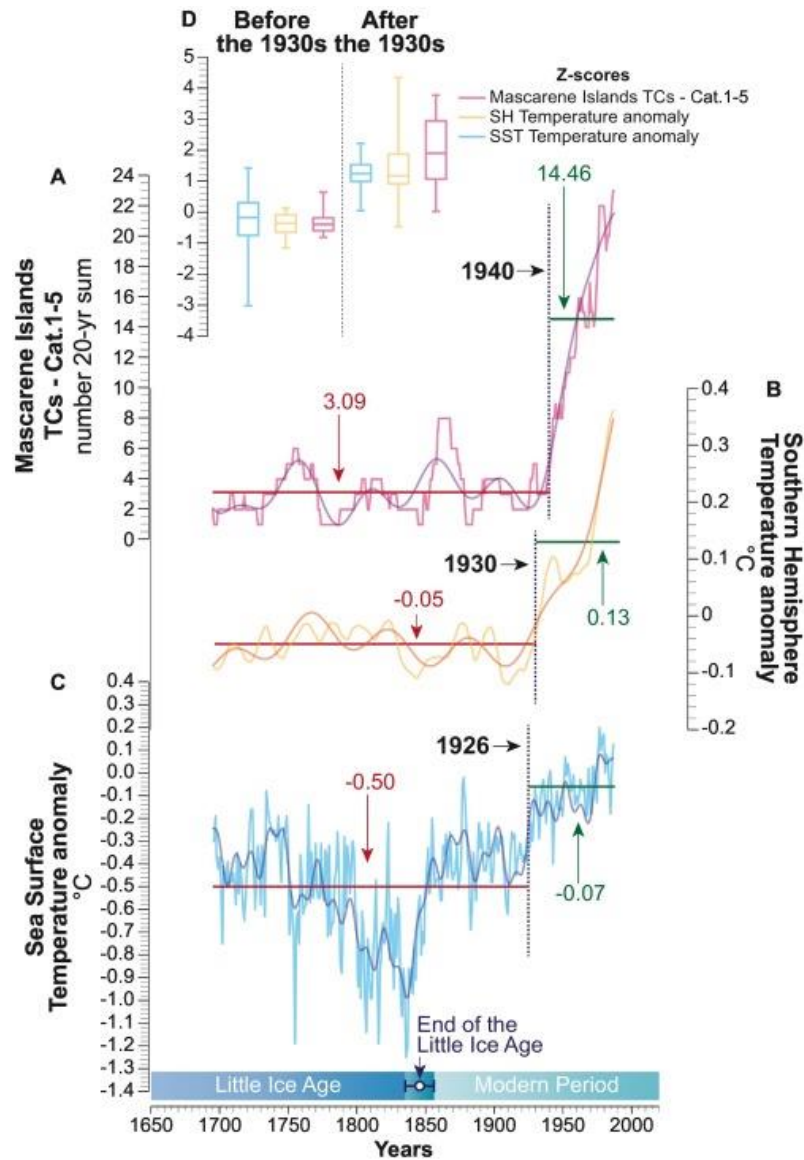 D
Before
the 1930s
After
the 1930s
5
4
3
2
1
0
-1
-2
-3
-4
Z-scores
Mascarene Islands TCs - Cat.1-5
SH Temperature anomaly
SST Temperature anomaly
A
24
22
20
18
16
14
12
10
8
6
4
2
0
Mascarene Islands
TCs - Cat.1-5
number 20-yr sum
14.46
1940
3.09
B
0.4
0.3
0.2
0.1
0
-0.1
-0.2
Southern Hemisphere
Temperature anomaly
°C
1930
-0.05
0.13
C
0.4
0.3
0.2
0.1
0.0
-0.1
-0.2
-0.3
-0.4
-0.5
-0.6
-0.7
-0.8
-0.9
-1.0
-1.1
-1.2
-1.3
-1.4
Sea Surface
Temperature anomaly
°C
1926
-0.50
-0.07
End of the
Little Ice Age
Little Ice Age
Modern Period
1650 1700 1750 1800 1850 1900 1950 2000
Years